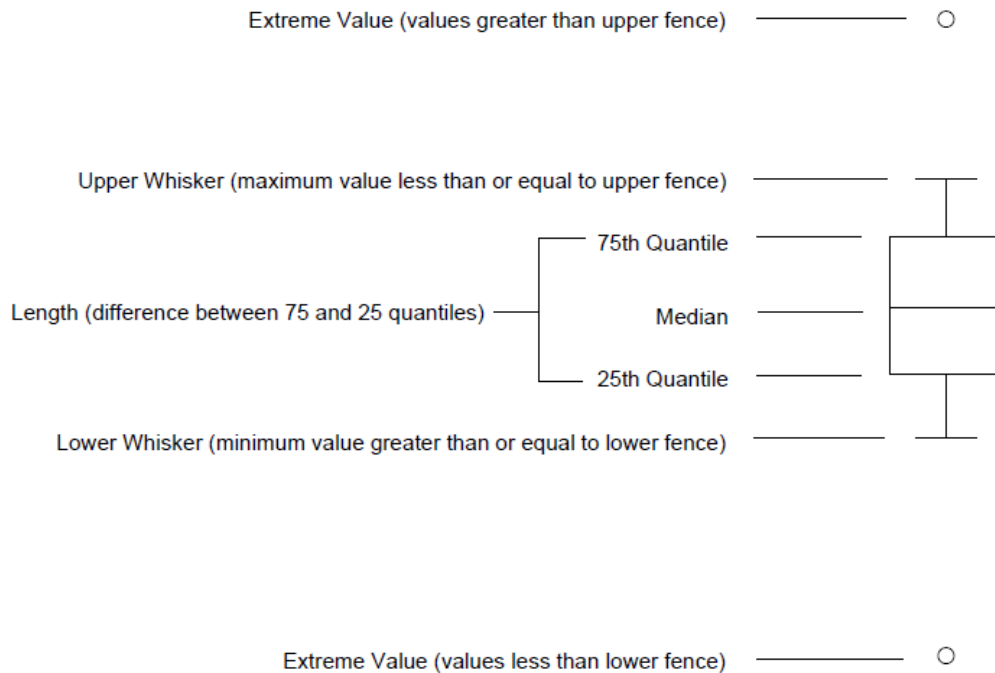 Extreme Value (values greater than upper fence)
Upper Whisker (maximum value less than or equal to upper fence)
75th Quantile
Length (difference between 75 and 25 quantiles)
Median
25th Quantile
Lower Whisker (minimum value greater than or equal to lower fence)
Extreme Value (values less than lower fence)